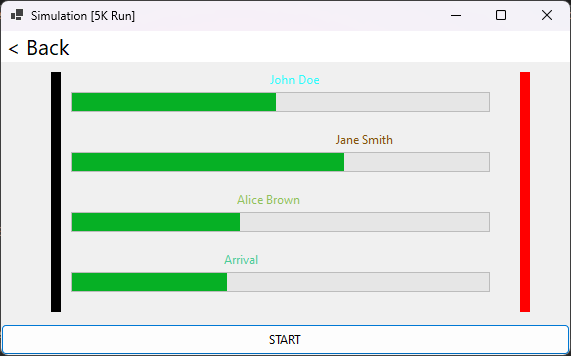 Simulation [5K Run]
< Back
John Doe
Jane Smith
Alice Brown
Arrival
START